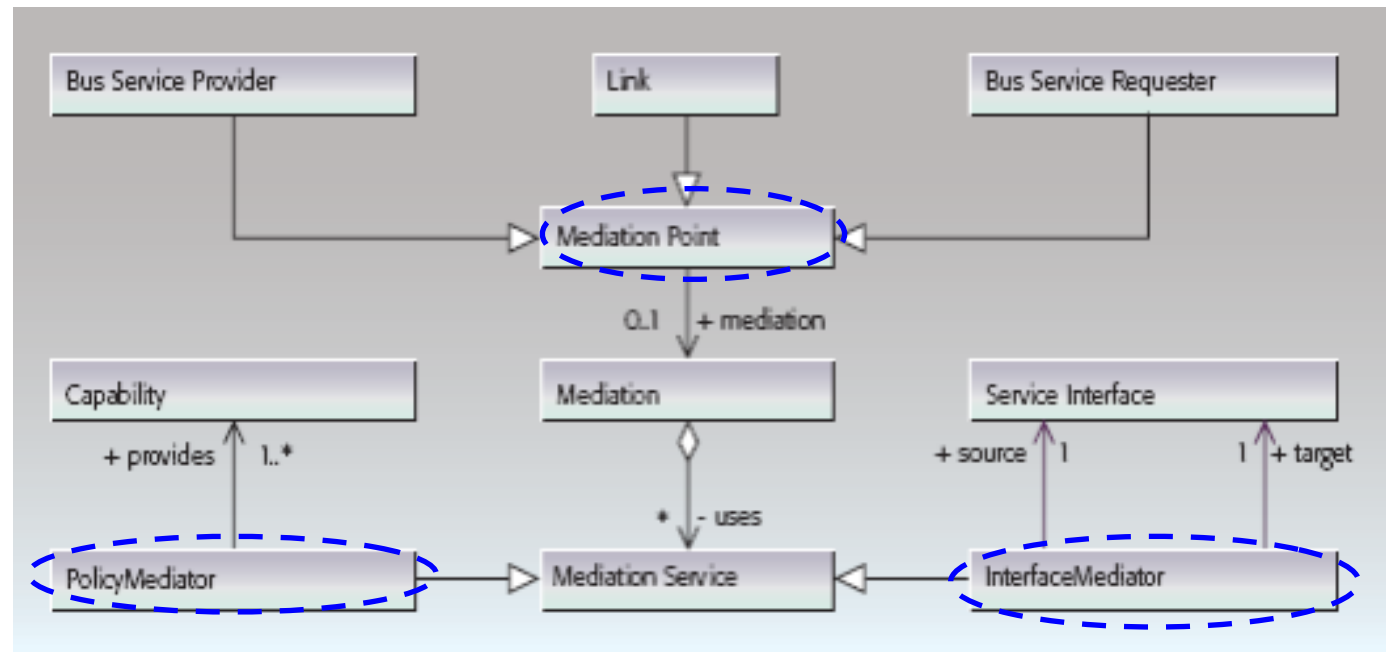 Bus Service Provider
Link
Bus Service Requester
Mediation Point
0..1 + mediation
Capability
Mediation
Service Interface
+ provides 1..*
+ source 1
1 + target
* - uses
PolicyMediator
Mediation Service
InterfaceMediator